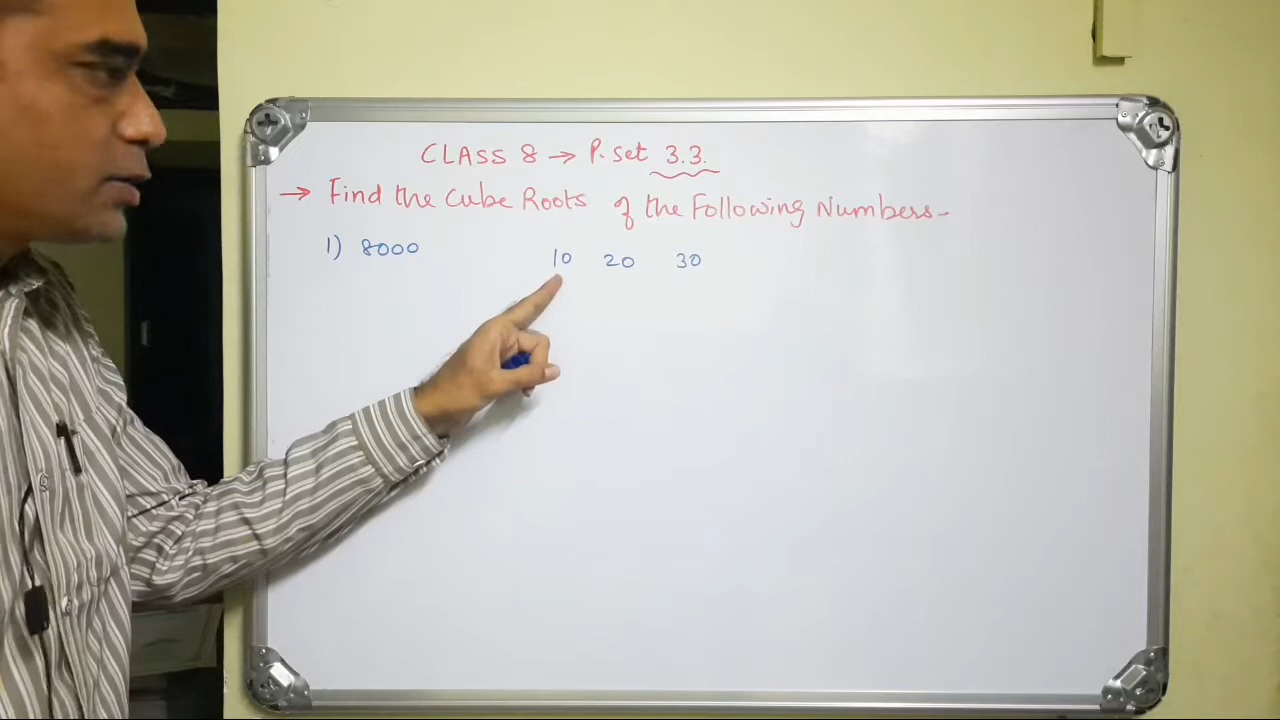 CLASS 8 → P. Set 3.3.
→ Find the Cube Roots of the Following Numbers-
1) 8000 10 20 30